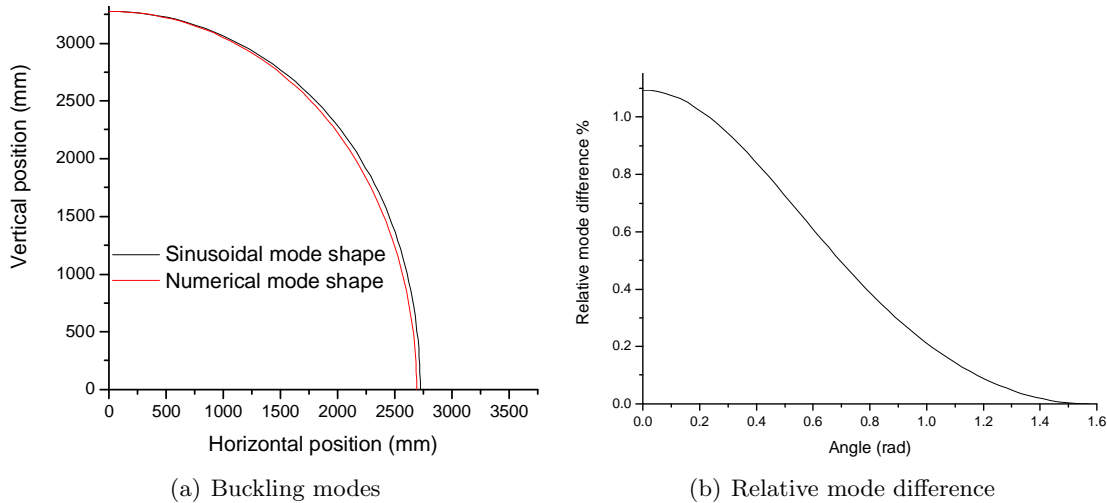 Vertical position (mm)
3000
2500
2000
1500
1000
500
0
Sinusoidal mode shape
Numerical mode shape
0 500 1000 1500 2000 2500 3000 3500
Horizontal position (mm)
(a) Buckling modes
Relative mode difference %
1.0
0.8
0.6
0.4
0.2
0.0
0.0 0.2 0.4 0.6 0.8 1.0 1.2 1.4 1.6
Angle (rad)
(b) Relative mode difference